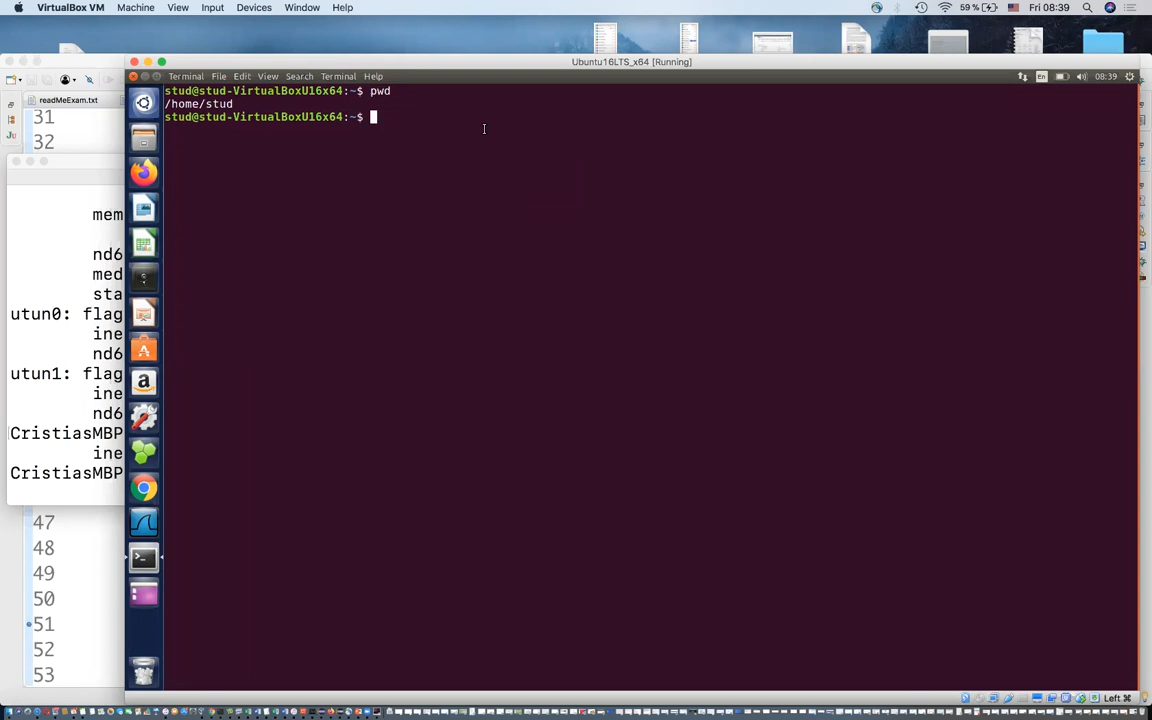 VirtualBox VM Machine View Input Devices Window Help 59 % Fri 08:39
Ubuntu16LTS_x64 [Running]
Terminal File Edit View Search Terminal Help En 08:39
readMeExam.txt
stud@stud-VirtualBoxU16x64:~$ pwd
/home/stud
stud@stud-VirtualBoxU16x64:~$
31
32
mem
nd6
med
sta
utun0: flag
ine
nd6
utun1: flag
ine
nd6
CristiasMBP
ine
CristiasMBP
47
48
49
50
51
52
53
Left ⌘